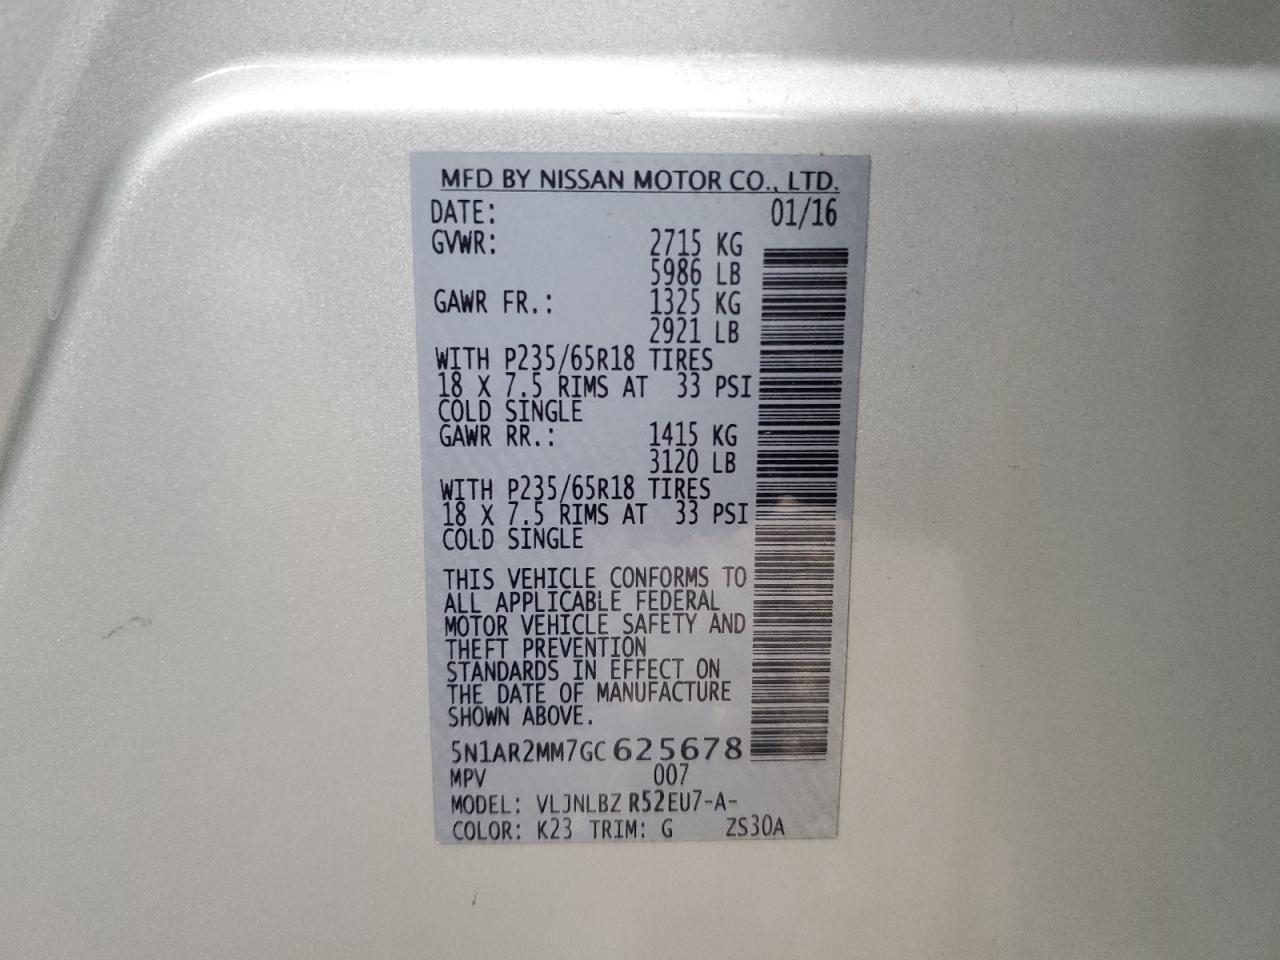 MFD BY NISSAN MOTOR CO., LTD.
DATE: 01/16
GVWR: 2715 KG
5986 LB
GAWR FR.: 1325 KG
2921 LB
WITH P235/65R18 TIRES
18 X 7.5 RIMS AT 33 PSI
COLD SINGLE
GAWR RR.: 1415 KG
3120 LB
WITH P235/65R18 TIRES
18 X 7.5 RIMS AT 33 PSI
COLD SINGLE
THIS VEHICLE CONFORMS TO
ALL APPLICABLE FEDERAL
MOTOR VEHICLE SAFETY AND
THEFT PREVENTION
STANDARDS IN EFFECT ON
THE DATE OF MANUFACTURE
SHOWN ABOVE.
5N1AR2MM7GC625678
MPV 007
MODEL: VLJNLBZ R52EU7-A-
COLOR: K23 TRIM: G ZS30A